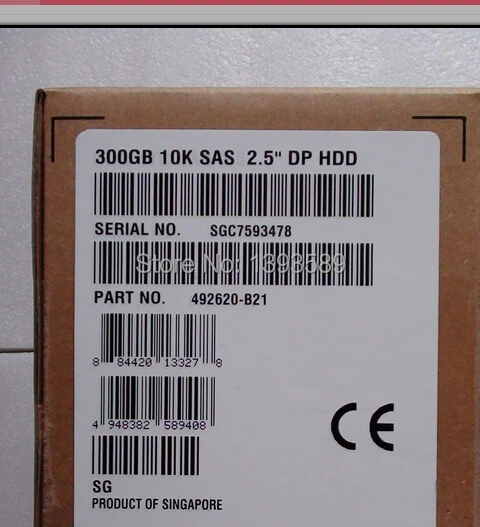 300GB 10K SAS 2.5" DP HDD
SERIAL NO. SGC7593478
Store No: 1393589
PART NO. 492620-B21
8 84420 13327 8
4 948382 589408
CE
SG
PRODUCT OF SINGAPORE